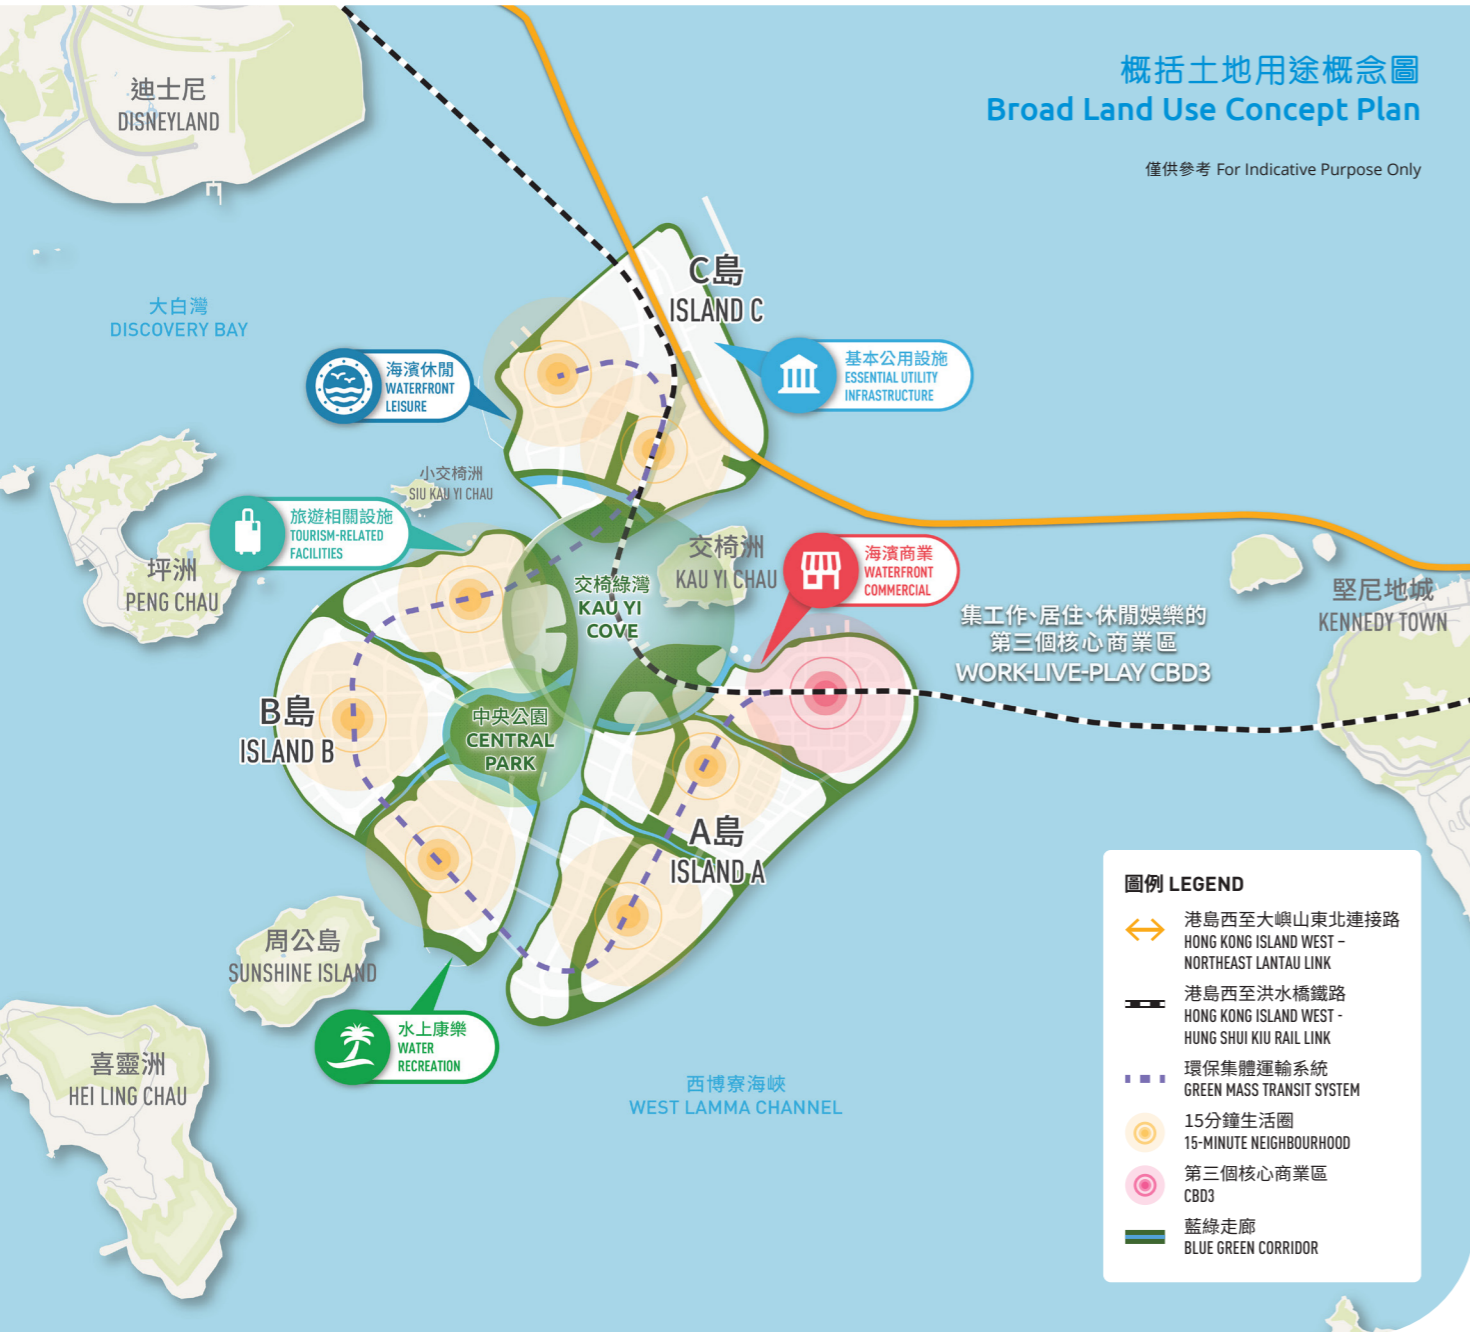 概括土地用途概念圖
Broad Land Use Concept Plan
僅供參考 For Indicative Purpose Only
迪士尼
DISNEYLAND
大白灣
DISCOVERY BAY
C島
ISLAND C
基本公用設施
ESSENTIAL UTILITY
INFRASTRUCTURE
海濱休閒
WATERFRONT
LEISURE
小交椅洲
SIU KAU YI CHAU
旅遊相關設施
TOURISM-RELATED
FACILITIES
坪洲
PENG CHAU
交椅洲
KAU YI CHAU
海濱商業
WATERFRONT
COMMERCIAL
交椅綠灣
KAU YI
COVE
集工作、居住、休閒娛樂的
第三個核心商業區
WORK-LIVE-PLAY CBD3
堅尼地城
KENNEDY TOWN
B島
ISLAND B
中央公園
CENTRAL
PARK
A島
ISLAND A
周公島
SUNSHINE ISLAND
水上康樂
WATER
RECREATION
喜靈洲
HEI LING CHAU
西博寮海峽
WEST LAMMA CHANNEL
圖例 LEGEND
港島西至大嶼山東北連接路
HONG KONG ISLAND WEST –
NORTHEAST LANTAU LINK
港島西至洪水橋鐵路
HONG KONG ISLAND WEST -
HUNG SHUI KIU RAIL LINK
環保集體運輸系統
GREEN MASS TRANSIT SYSTEM
15分鐘生活圈
15-MINUTE NEIGHBOURHOOD
第三個核心商業區
CBD3
藍綠走廊
BLUE GREEN CORRIDOR